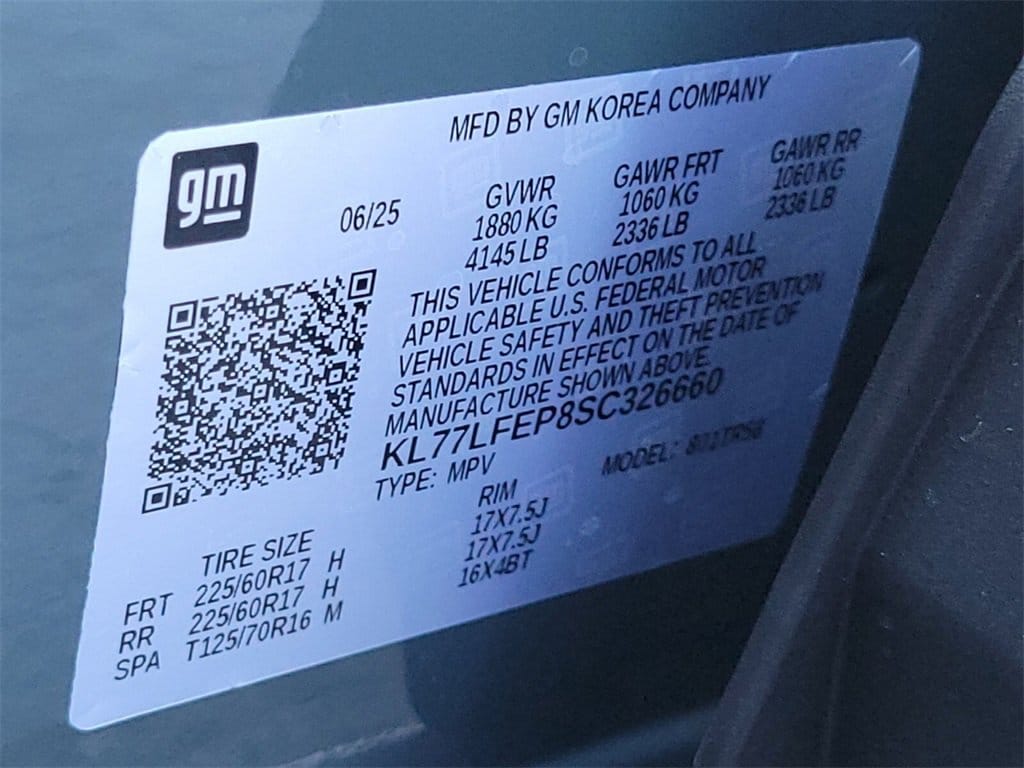 MFD BY GM KOREA COMPANY
gm
06/25
GVWR GAWR FRT GAWR RR
1880 KG 1060 KG 1060 KG
4145 LB 2336 LB 2336 LB
THIS VEHICLE CONFORMS TO ALL
APPLICABLE U.S. FEDERAL MOTOR
VEHICLE SAFETY AND THEFT PREVENTION
STANDARDS IN EFFECT ON THE DATE OF
MANUFACTURE SHOWN ABOVE.
KL77LFEP8SC326660
TYPE: MPV MODEL:
TIRE SIZE RIM
FRT 225/60R17 H 17X7.5J
RR 225/60R17 H 17X7.5J
SPA T125/70R16 M 16X4BT